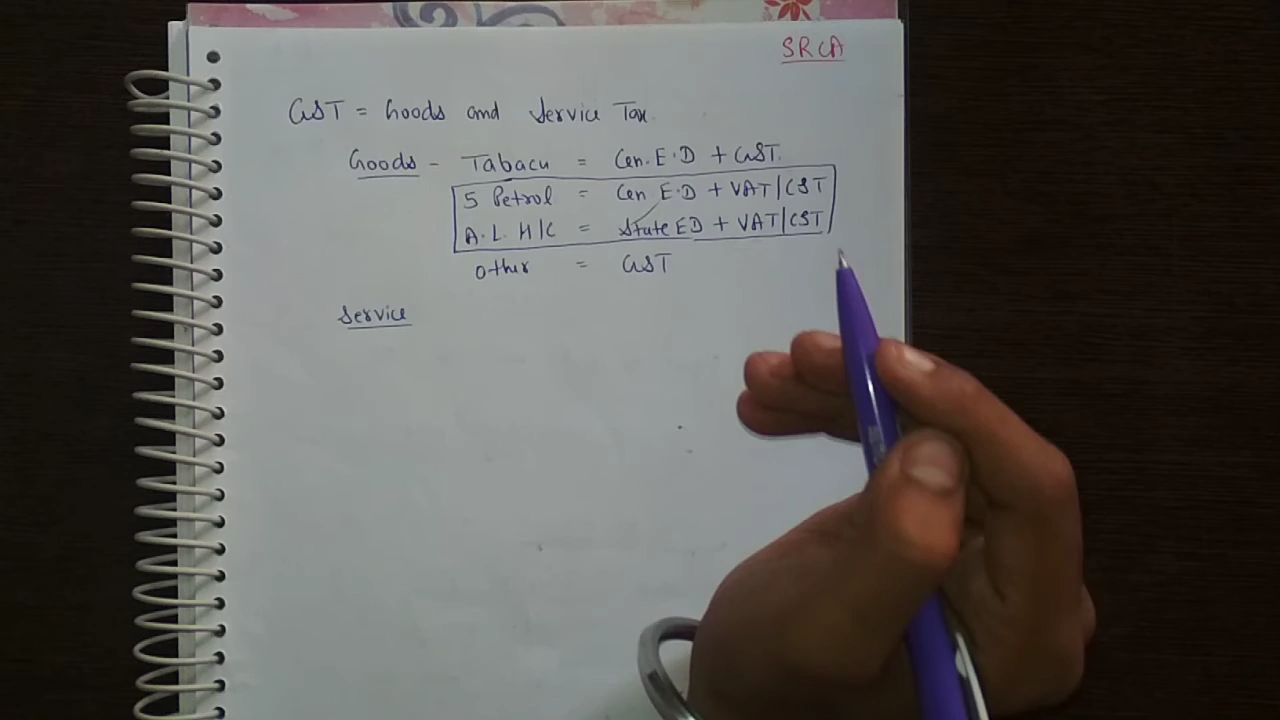 SRCA
GST = Goods and Service Tax.
Goods - Tabacu = Cen. E.D + GST.
5 Petrol = Cen E.D + VAT/CST
A.L. H/C = State ED + VAT/CST
other = GST
Service